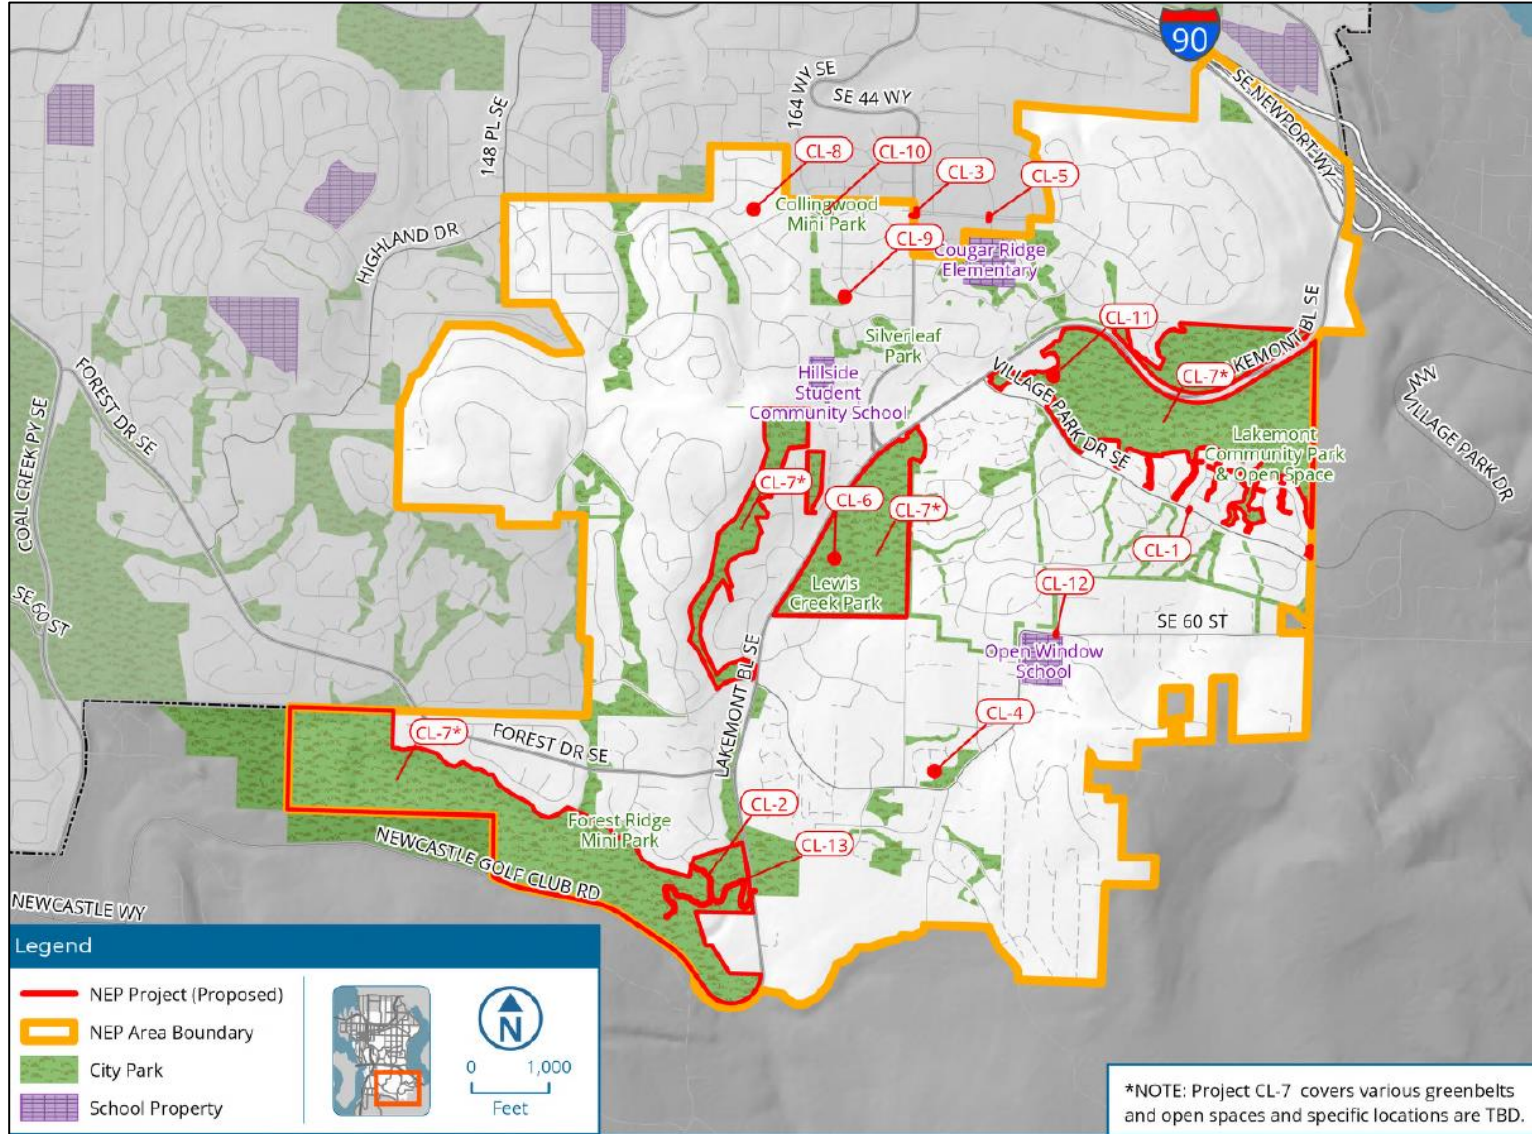 90
SE NEWPORT WY
164 WY SE
SE 44 WY
148 PL SE
CL-8
CL-10
CL-3
CL-5
Collingwood
Mini Park
HIGHLAND DR
CL-9
Cougar Ridge
Elementary
CL-11
Silverleaf
Park
KEMONT BL SE
CL-7*
VILLAGE PARK DR SE
Hillside
Student
Community School
FOREST DR SE
COAL CREEK PY SE
VILLAGE PARK DR
Lakemont
Community Park
& Open Space
CL-7*
CL-6
CL-7*
CL-1
CL-12
Lewis
Creek Park
SE 60 ST
SE 60 ST
Open Window
School
LAKEMONT BL SE
CL-4
CL-7*
FOREST DR SE
CL-2
Forest Ridge
Mini Park
CL-13
NEWCASTLE GOLF CLUB RD
NEWCASTLE WY
Legend
NEP Project (Proposed)
NEP Area Boundary
City Park
School Property
N
0 1,000
Feet
*NOTE: Project CL-7 covers various greenbelts
and open spaces and specific locations are TBD.